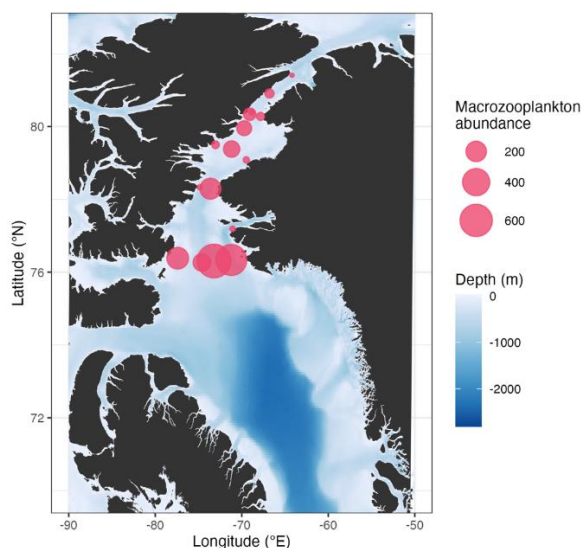 80
76
72
Latitude (°N)
-90
-80
-70
-60
-50
Longitude (°E)
Macrozooplankton
abundance
200
400
600
Depth (m)
0
-1000
-2000